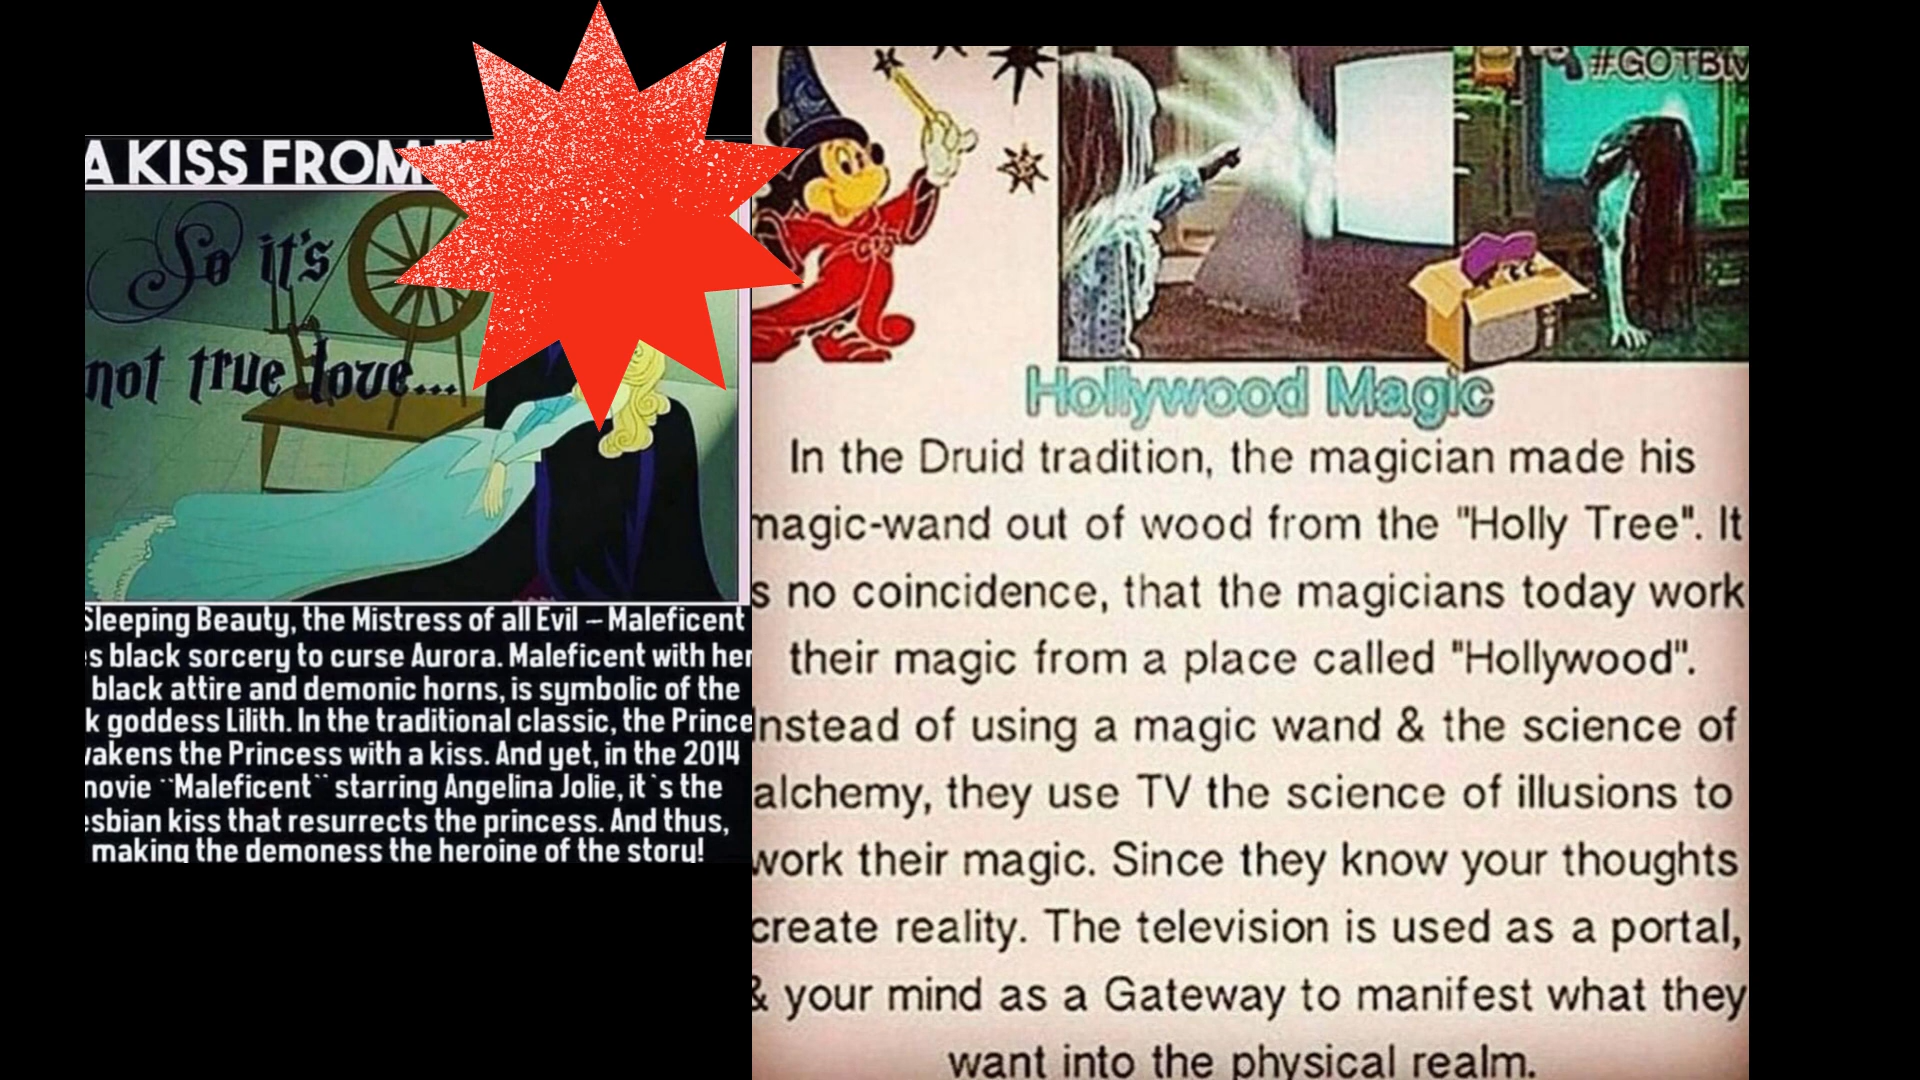 A KISS FROM
So it's
not true love...
Sleeping Beauty, the Mistress of all Evil – Maleficent
s black sorcery to curse Aurora. Maleficent with her
black attire and demonic horns, is symbolic of the
k goddess Lilith. In the traditional classic, the Prince
wakens the Princess with a kiss. And yet, in the 2014
movie ``Maleficent`` starring Angelina Jolie, it`s the
esbian kiss that resurrects the princess. And thus,
making the demoness the heroine of the story!
#GOTBtv
Hollywood Magic
In the Druid tradition, the magician made his
magic-wand out of wood from the "Holly Tree". It
s no coincidence, that the magicians today work
their magic from a place called "Hollywood".
Instead of using a magic wand & the science of
alchemy, they use TV the science of illusions to
work their magic. Since they know your thoughts
create reality. The television is used as a portal,
& your mind as a Gateway to manifest what they
want into the physical realm.